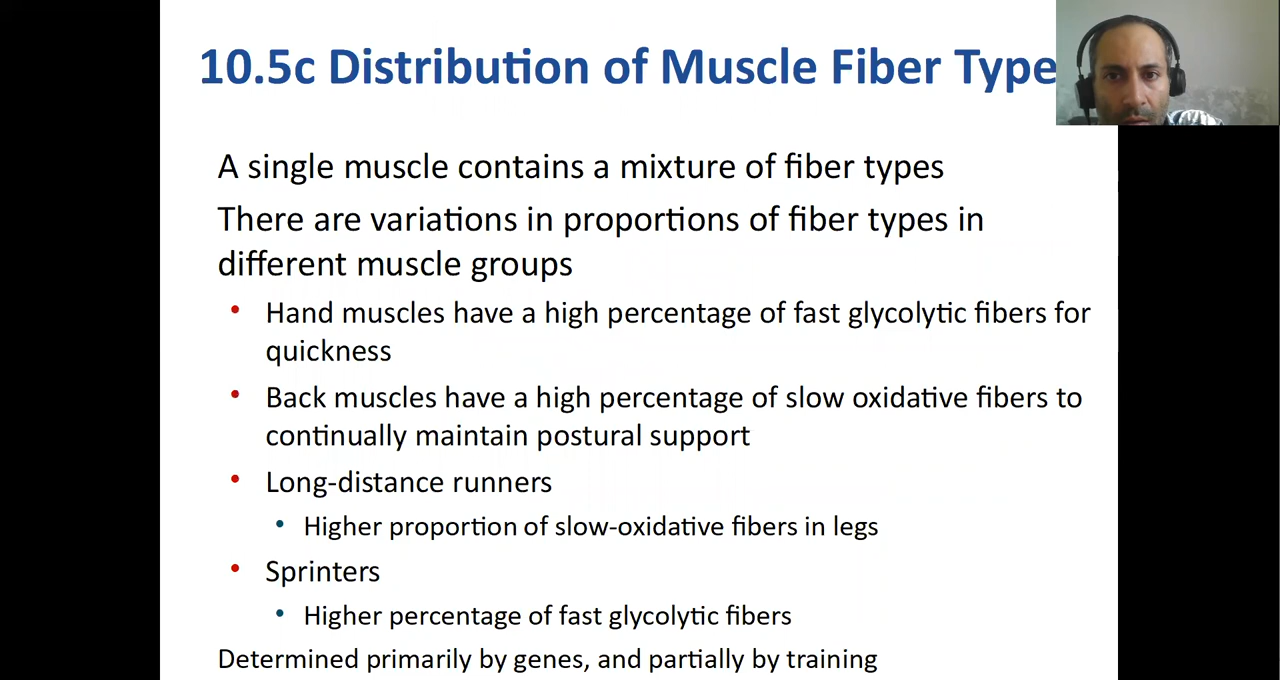 10.5c Distribution of Muscle Fiber Type
A single muscle contains a mixture of fiber types
There are variations in proportions of fiber types in
different muscle groups
• Hand muscles have a high percentage of fast glycolytic fibers for
quickness
• Back muscles have a high percentage of slow oxidative fibers to
continually maintain postural support
• Long-distance runners
• Higher proportion of slow-oxidative fibers in legs
• Sprinters
• Higher percentage of fast glycolytic fibers
Determined primarily by genes, and partially by training